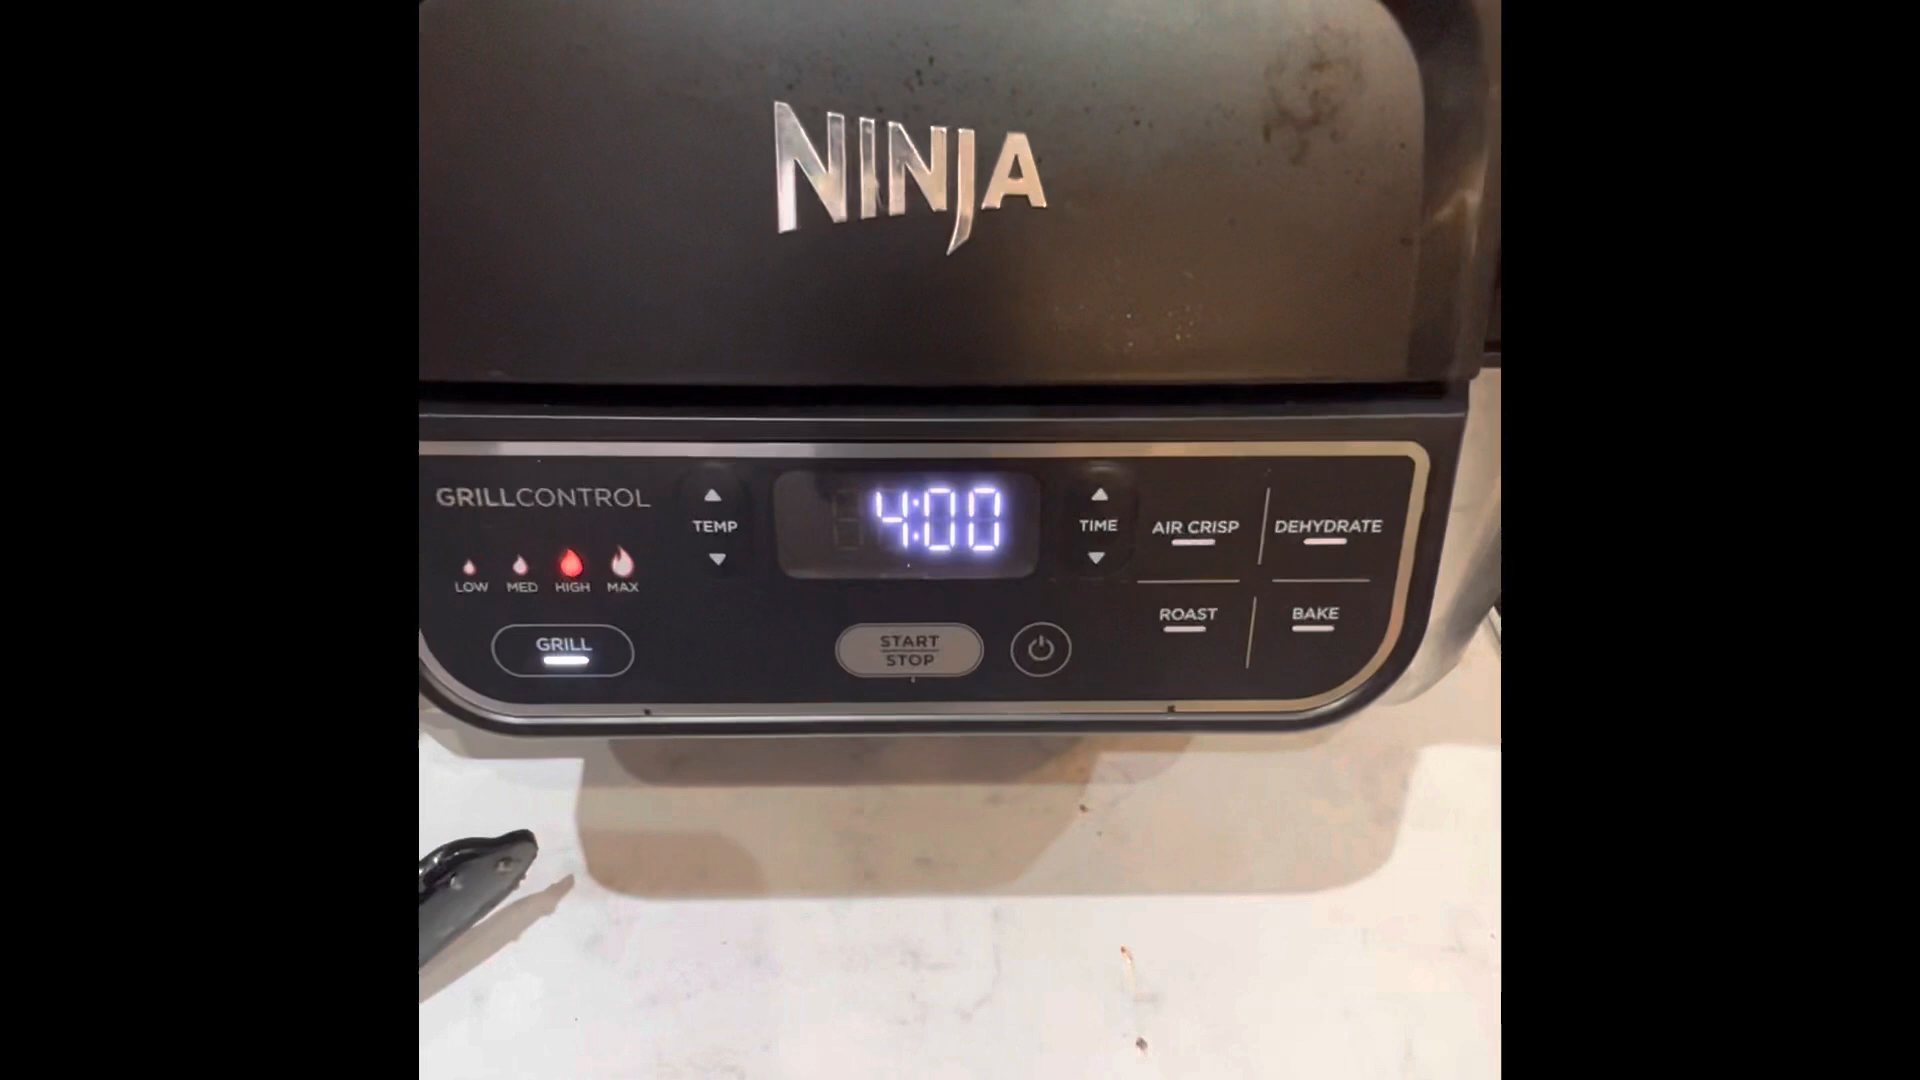 NINJA
GRILLCONTROL
TEMP
4:00
TIME
AIR CRISP
DEHYDRATE
LOW
MED
HIGH
MAX
ROAST
BAKE
GRILL
START
STOP